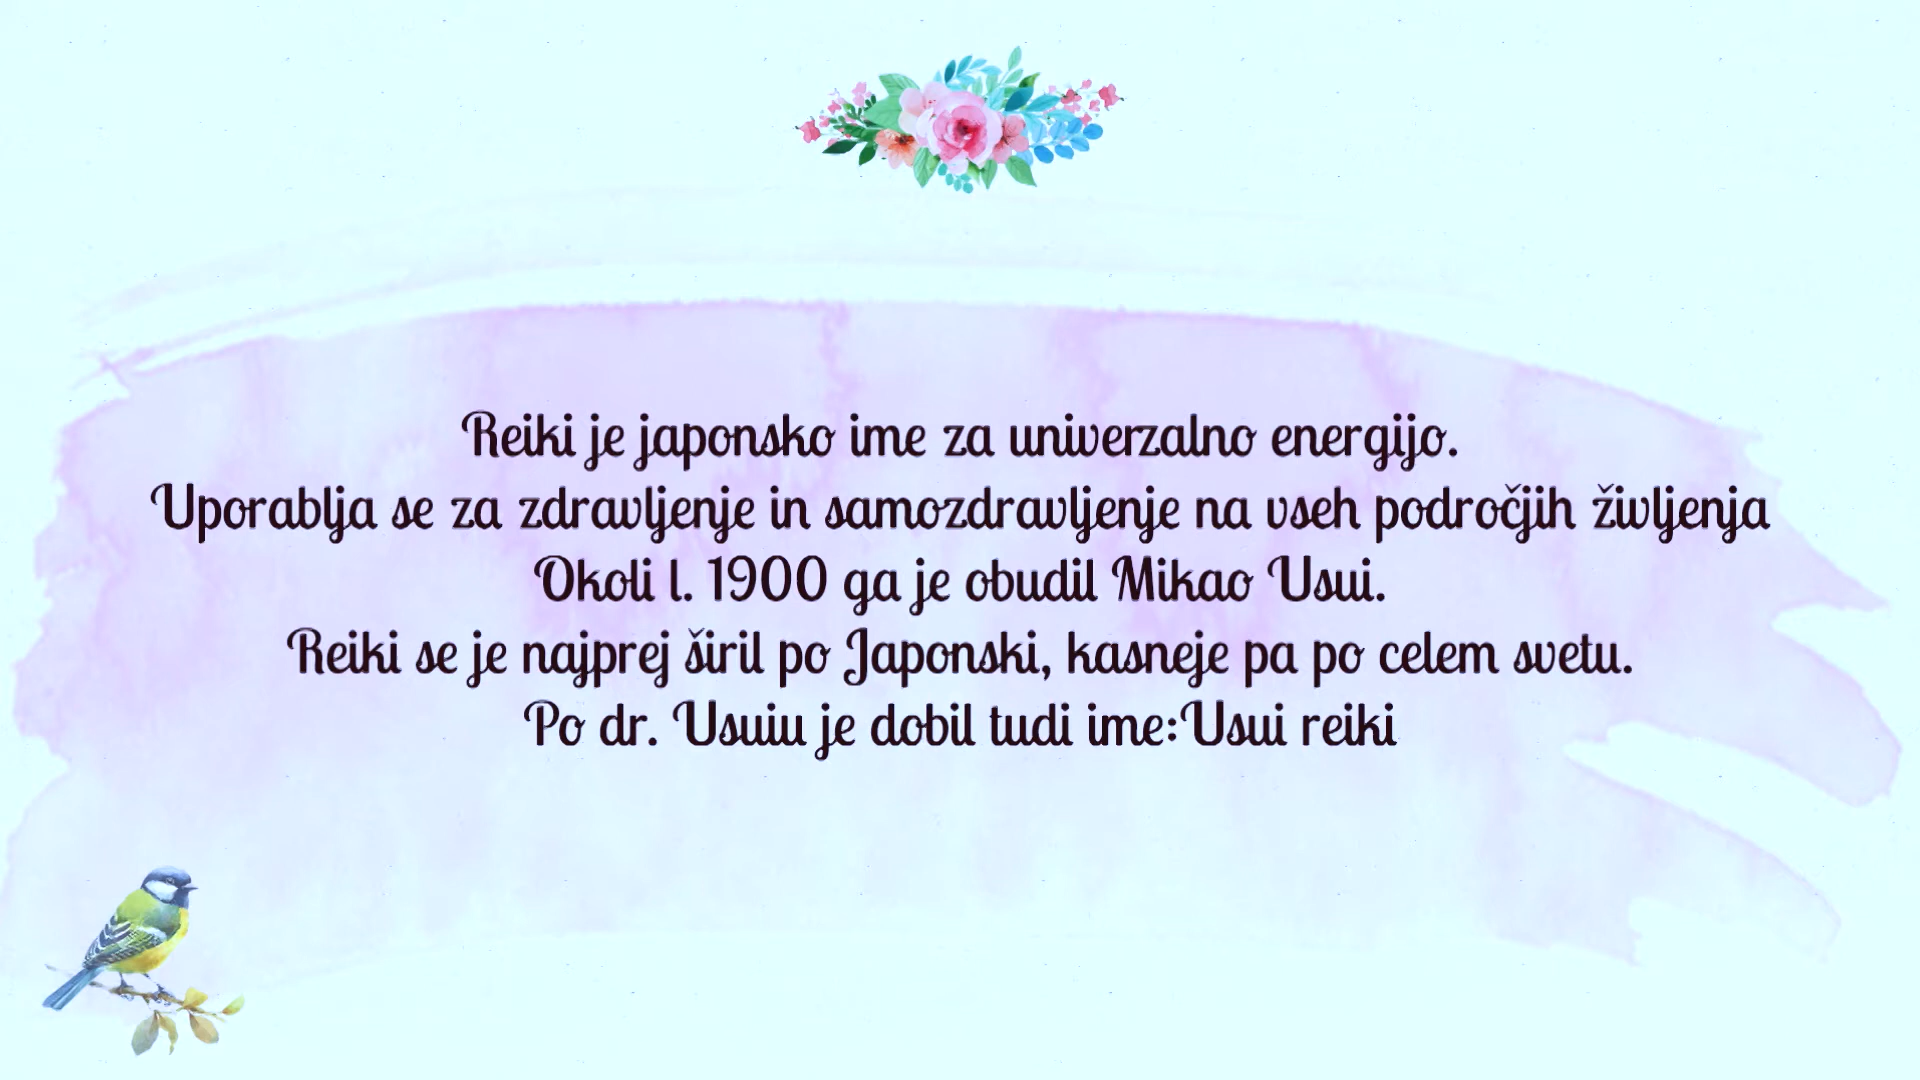 Reiki je japonsko ime za univerzalno energijo.
Uporablja se za zdravljenje in samozdravljenje na vseh področjih življenja
Okoli l. 1900 ga je obudil Mikao Usui.
Reiki se je najprej širil po Japonski, kasneje pa po celem svetu.
Po dr. Usuiu je dobil tudi ime:Usui reiki